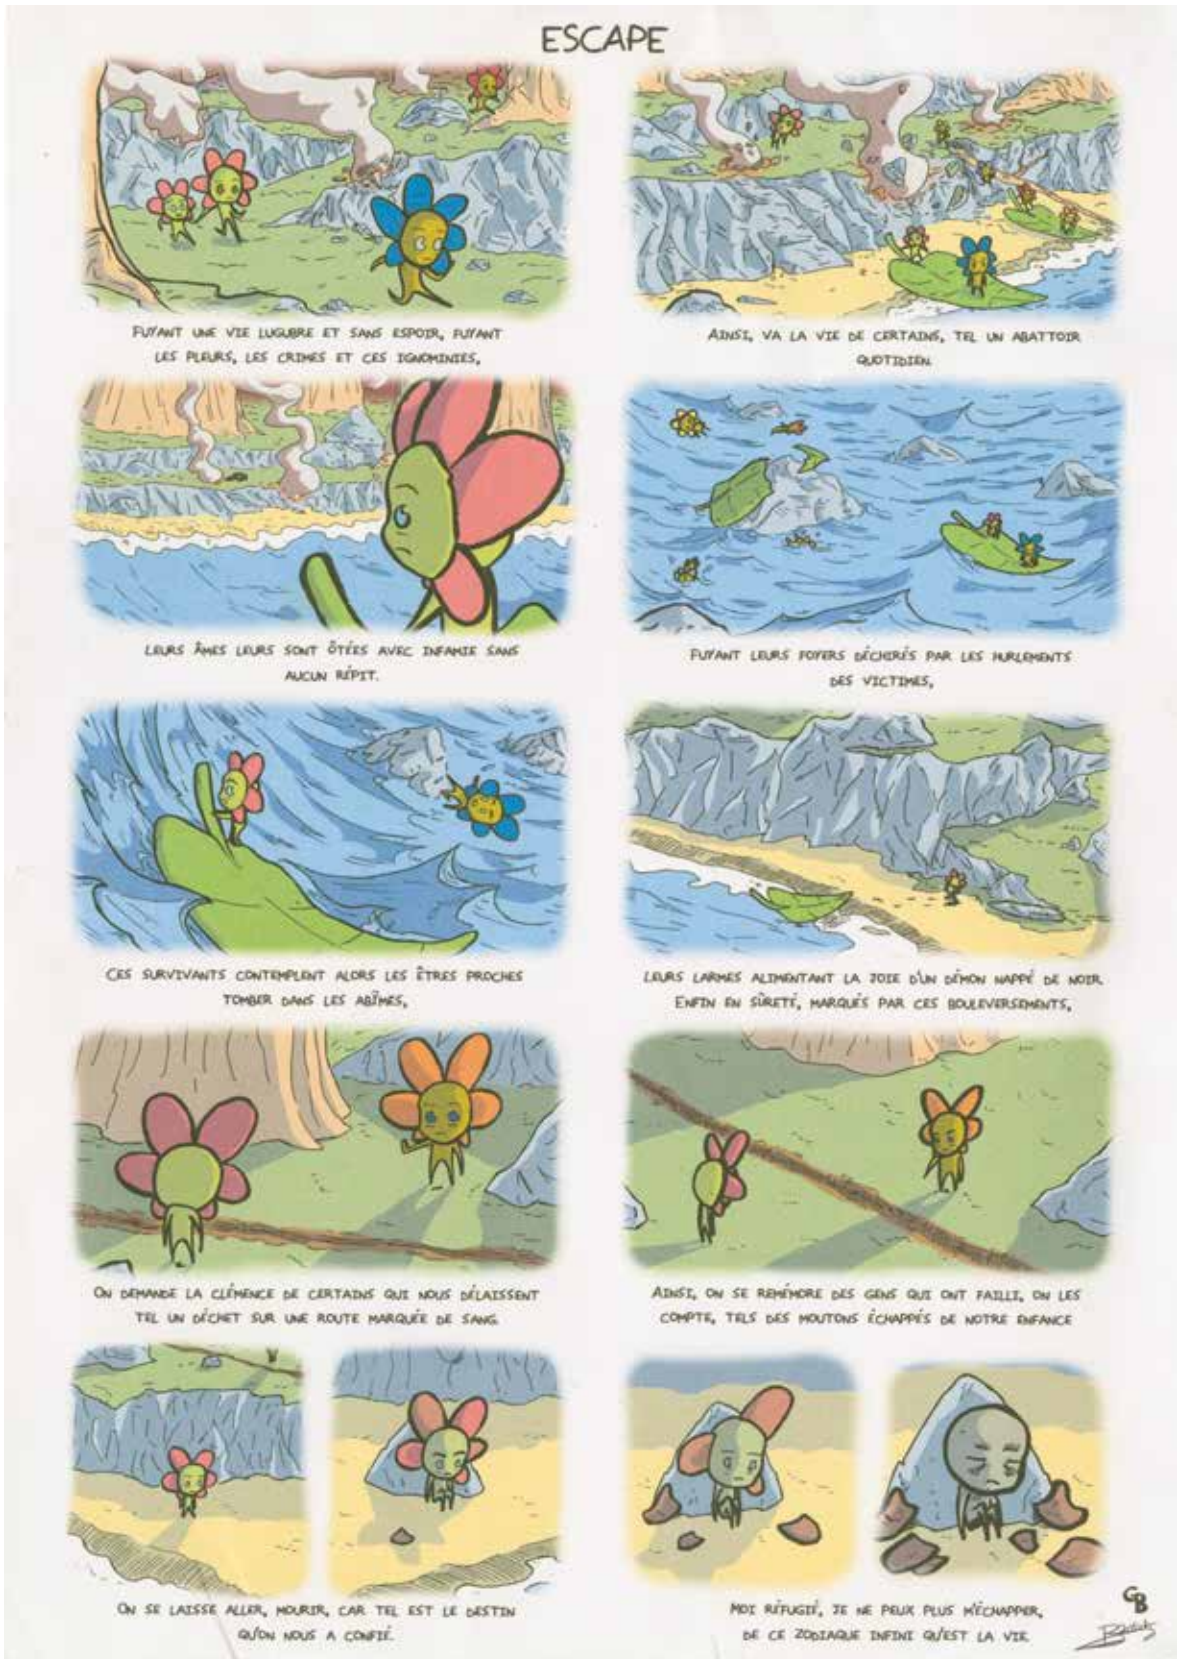 ESCAPE
FUYANT UNE VIE LUGUBRE ET SANS ESPOIR, FUYANT
LES PLEURS, LES CRIMES ET CES IGNOMINIES,
AINSI, VA LA VIE DE CERTAINS, TEL UN ABATTOIR
QUOTIDIEN.
LEURS ÂMES LEURS SONT ÔTÉES AVEC INFAMIE SANS
AUCUN RÉPIT.
FUYANT LEURS FOYERS DÉCHIRÉS PAR LES HURLEMENTS
DES VICTIMES,
CES SURVIVANTS CONTEMPLENT ALORS LES ÊTRES PROCHES
TOMBER DANS LES ABÎMES,
LEURS LARMES ALIMENTANT LA JOIE D'UN DÉMON NAPPÉ DE NOIR.
ENFIN EN SÛRETÉ, MARQUÉS PAR CES BOULEVERSEMENTS,
ON DEMANDE LA CLÉMENCE DE CERTAINS QUI NOUS DÉLAISSENT
TEL UN DÉCHET SUR UNE ROUTE MARQUÉE DE SANG.
AINSI, ON SE REMÉMORE DES GENS QUI ONT FAILLI, ON LES
COMPTE, TELS DES MOUTONS ÉCHAPPÉS DE NOTRE ENFANCE
ON SE LAISSE ALLER, MOURIR, CAR TEL EST LE DESTIN
QU'ON NOUS A CONFIÉ.
MOI RÉFUGIÉ, JE NE PEUX PLUS M'ÉCHAPPER,
DE CE ZODIAQUE INFINI QU'EST LA VIE.
GB